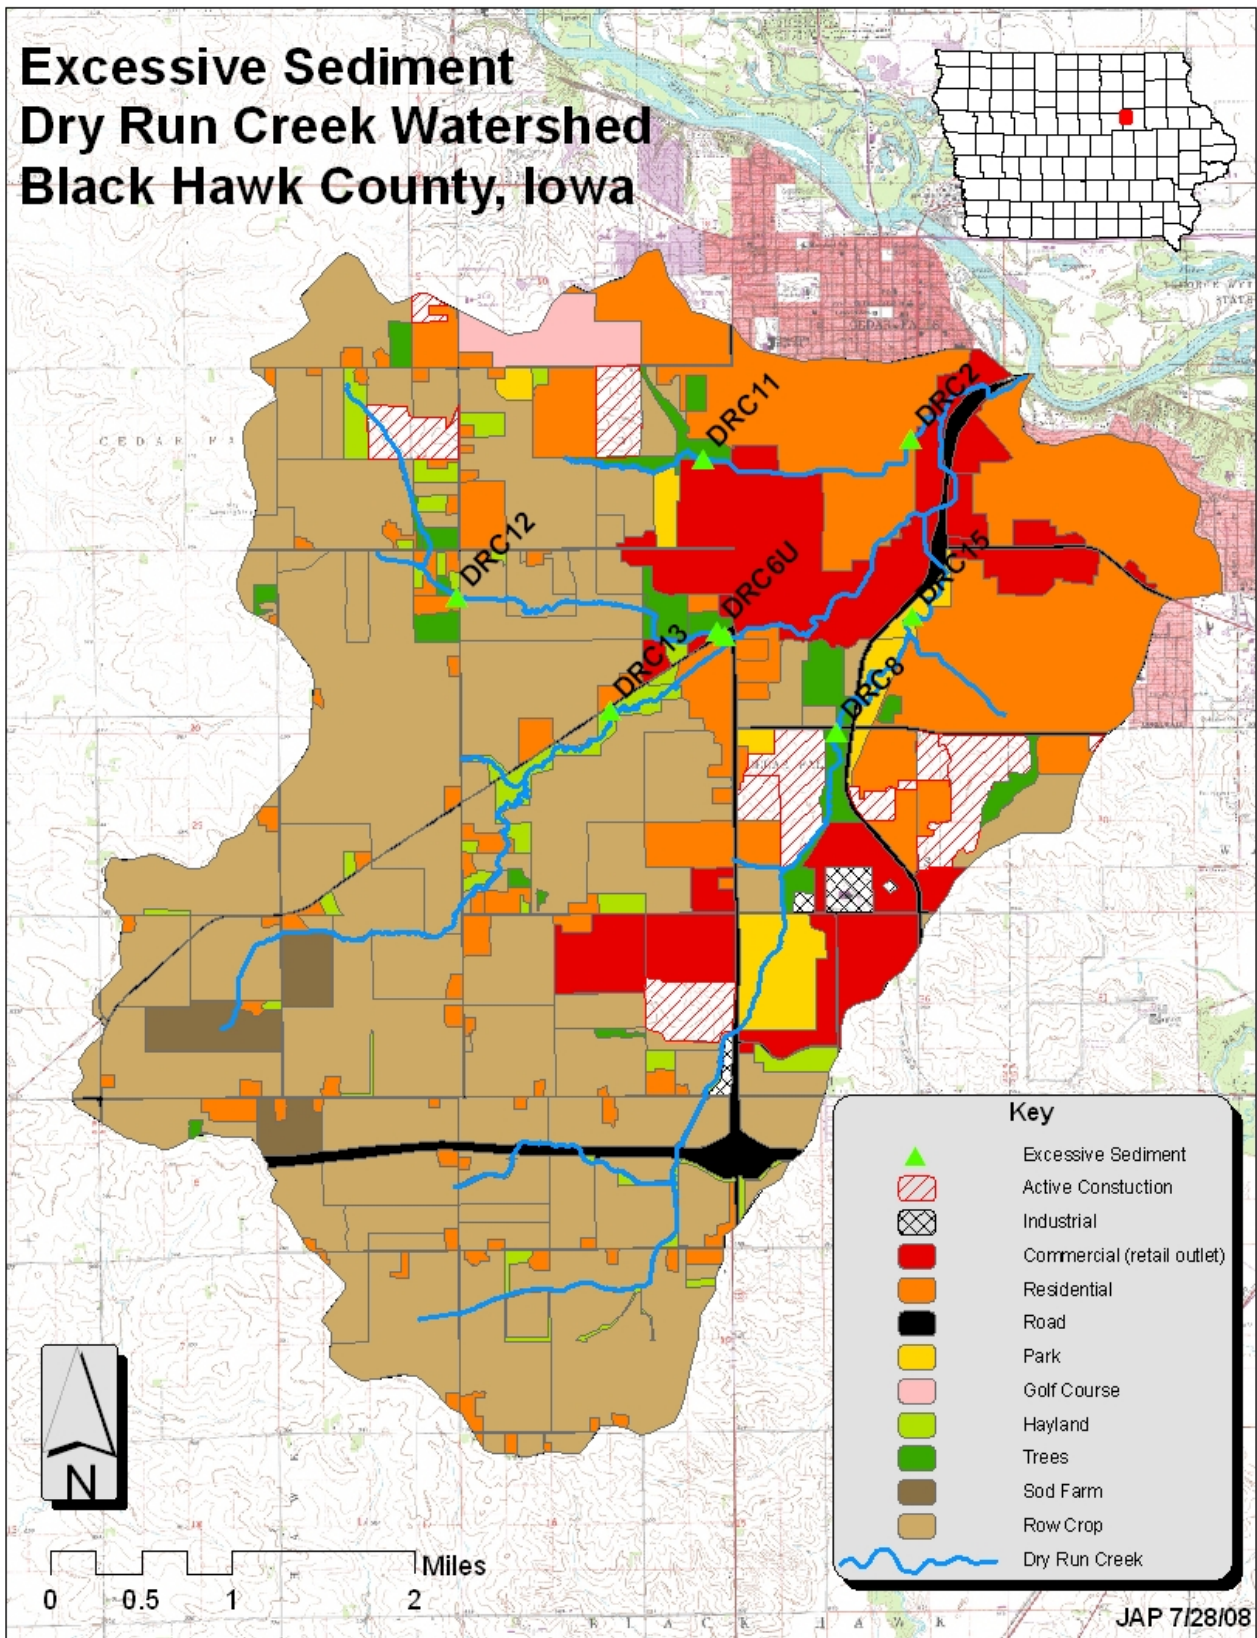 Excessive Sediment
Dry Run Creek Watershed
Black Hawk County, Iowa
DRC11
DRC2
DRC12
DRC6U
DRC15
DRC13
DRC8
Key
Excessive Sediment
Active Constuction
Industrial
Commercial (retail outlet)
Residential
Road
Park
Golf Course
Hayland
Trees
Sod Farm
Row Crop
Dry Run Creek
N
Miles
0 0.5 1 2
JAP 7/28/08